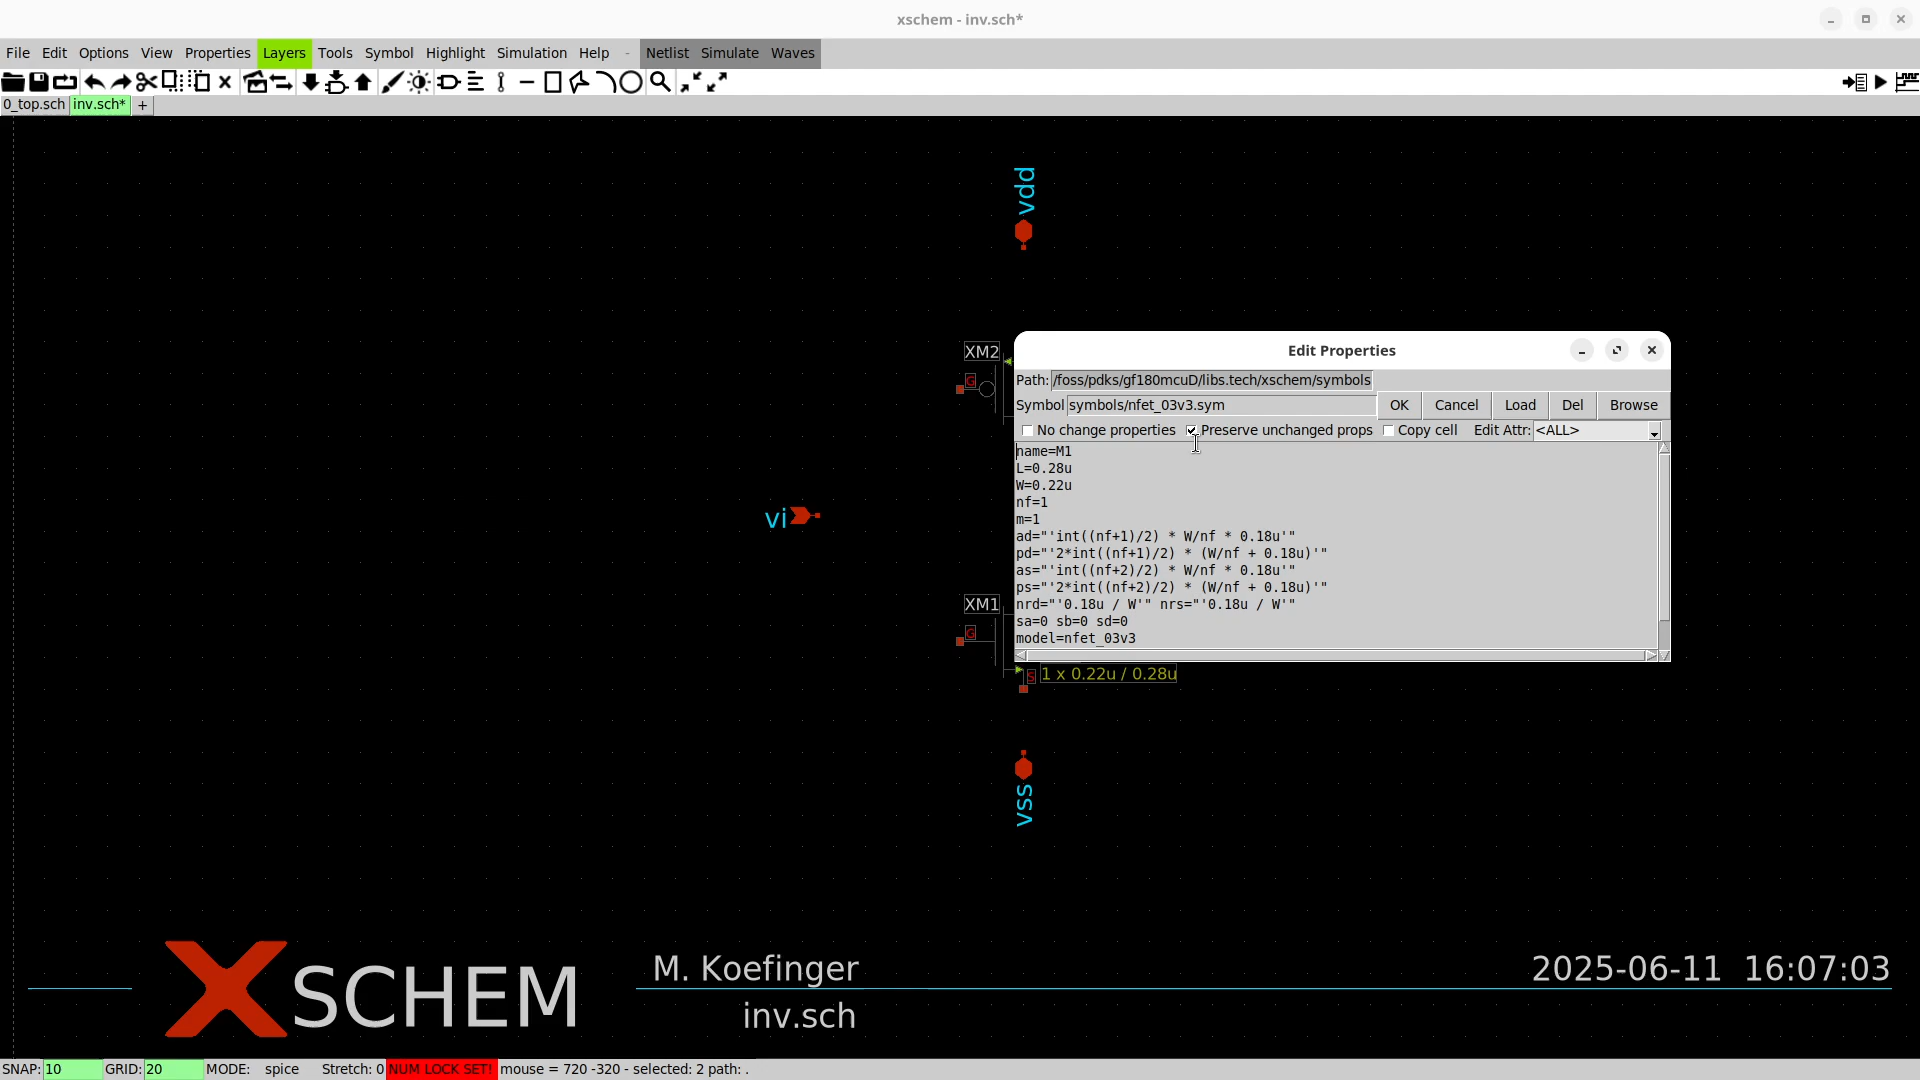 xschem - inv.sch*
File Edit Options View Properties Layers Tools Symbol Highlight Simulation Help - Netlist Simulate Waves
0_top.sch inv.sch* +
vdd
XM2
G
Edit Properties
Path: /foss/pdks/gf180mcuD/libs.tech/xschem/symbols
Symbol symbols/nfet_03v3.sym OK Cancel Load Del Browse
No change properties Preserve unchanged props Copy cell Edit Attr: <ALL>
name=M1
L=0.28u
W=0.22u
nf=1
m=1
ad="'int((nf+1)/2) * W/nf * 0.18u'"
pd="'2*int((nf+1)/2) * (W/nf + 0.18u)'"
as="'int((nf+2)/2) * W/nf * 0.18u'"
ps="'2*int((nf+2)/2) * (W/nf + 0.18u)'"
nrd="'0.18u / W'" nrs="'0.18u / W'"
sa=0 sb=0 sd=0
model=nfet_03v3
vi
XM1
G
S 1 x 0.22u / 0.28u
vss
XSCHEM
M. Koefinger
2025-06-11 16:07:03
inv.sch
SNAP: 10 GRID: 20 MODE: spice Stretch: 0 NUM LOCK SET! mouse = 720 -320 - selected: 2 path: .